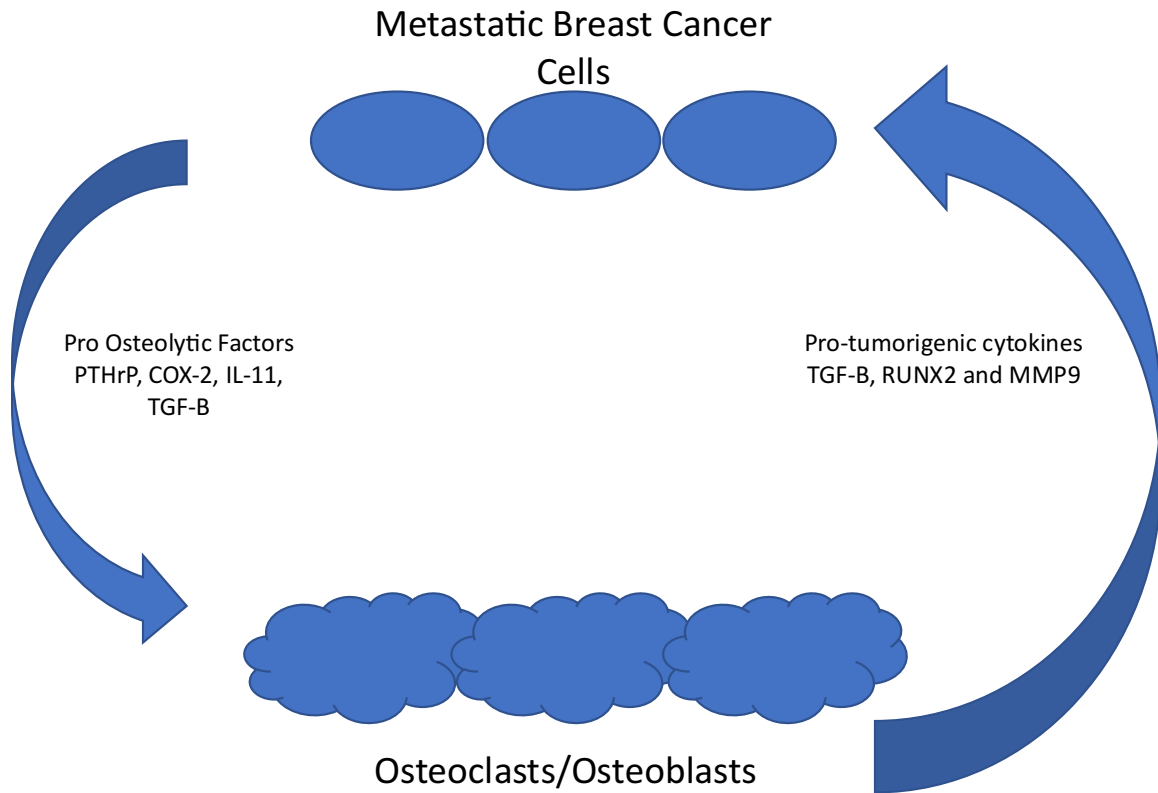 Metastatic Breast Cancer
Cells
Pro Osteolytic Factors
PTHrP, COX-2, IL-11,
TGF-B
Pro-tumorigenic cytokines
TGF-B, RUNX2 and MMP9
Osteoclasts/Osteoblasts